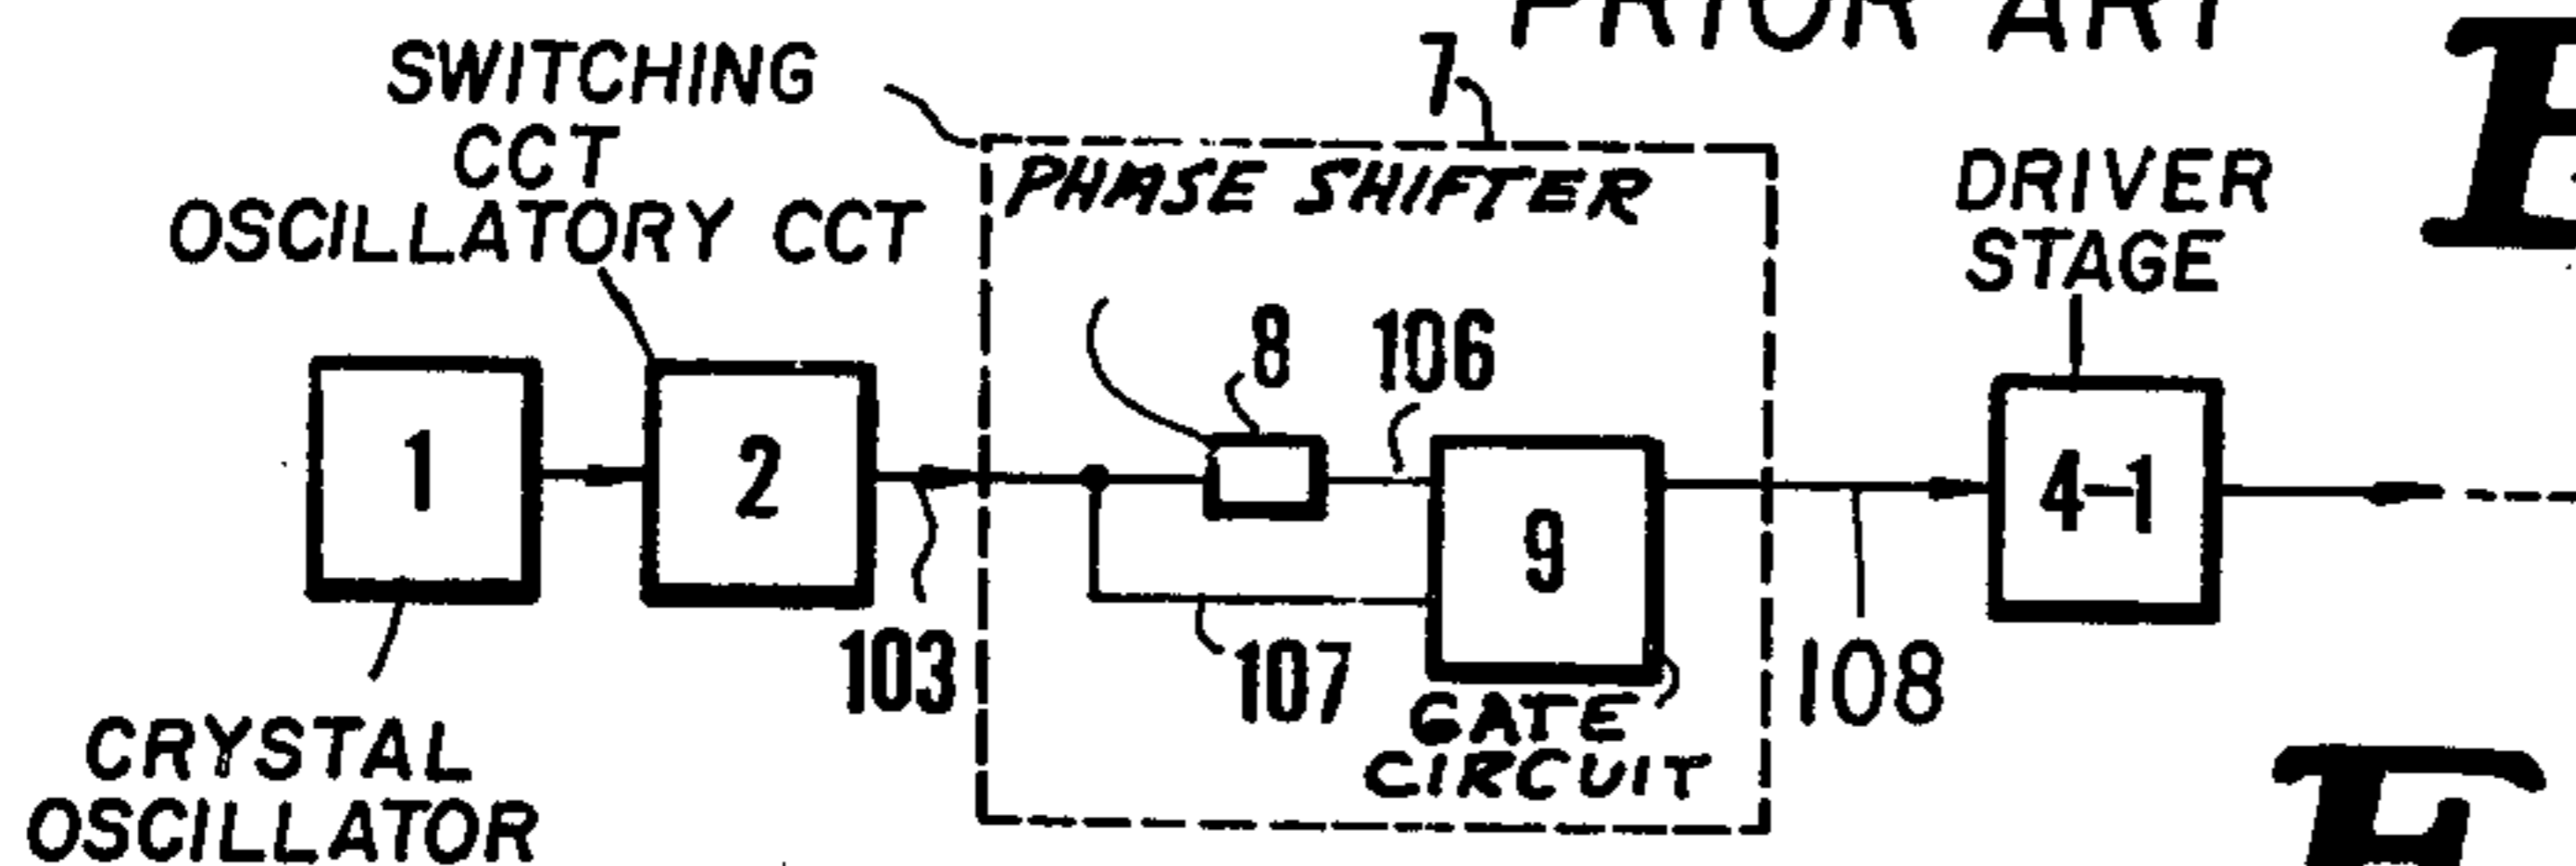 PRIOR ART
SWITCHING
CCT
OSCILLATORY CCT
7
PHASE SHIFTER
DRIVER
STAGE
8
106
1
2
9
4-1
103
107
108
GATE
CIRCUIT
CRYSTAL
OSCILLATOR